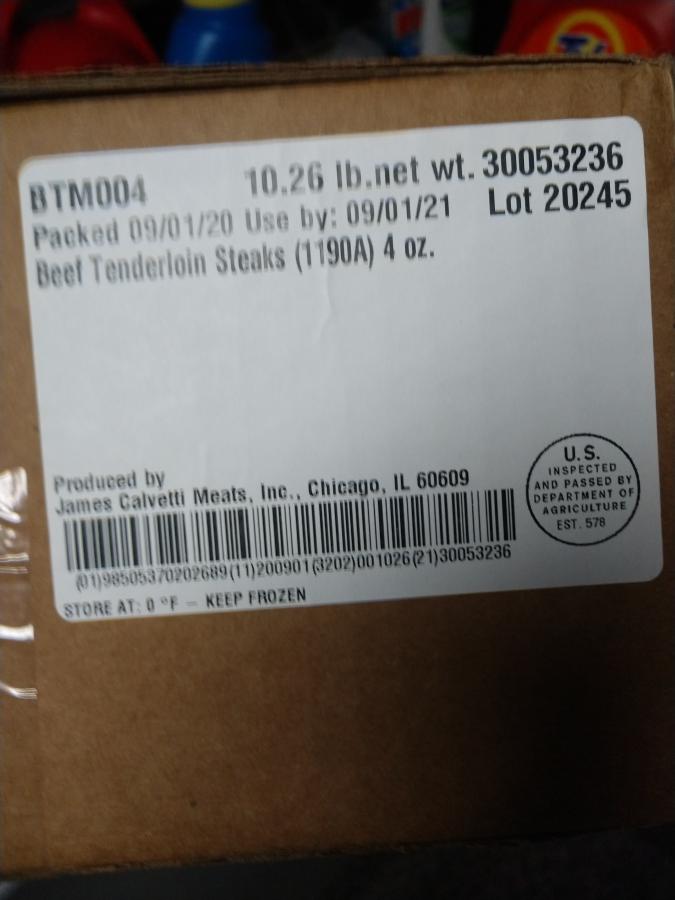 BTM004 10.26 lb.net wt. 30053236
Packed 09/01/20 Use by: 09/01/21 Lot 20245
Beef Tenderloin Steaks (1190A) 4 oz.
Produced by
James Calvetti Meats, Inc., Chicago, IL 60609
U.S.
INSPECTED
AND PASSED BY
DEPARTMENT OF
AGRICULTURE
EST. 578
(01)98505370202689(11)200901(3202)001026(21)30053236
STORE AT: 0 °F – KEEP FROZEN